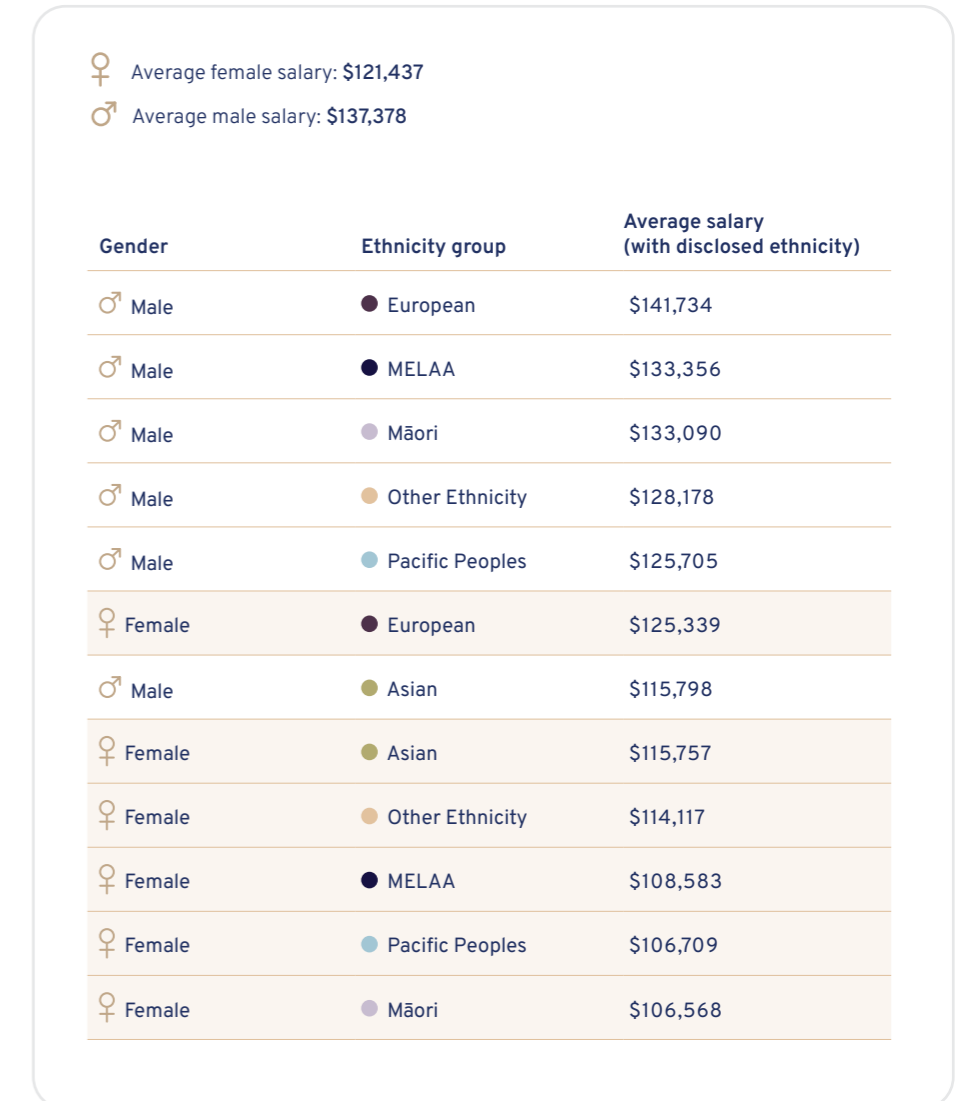 Average female salary: $121,437
Average male salary: $137,378
Average salary
Gender Ethnicity group (with disclosed ethnicity)
Male European $141,734
Male MELAA $133,356
Male Māori $133,090
Male Other Ethnicity $128,178
Male Pacific Peoples $125,705
Female European $125,339
Male Asian $115,798
Female Asian $115,757
Female Other Ethnicity $114,117
Female MELAA $108,583
Female Pacific Peoples $106,709
Female Māori $106,568